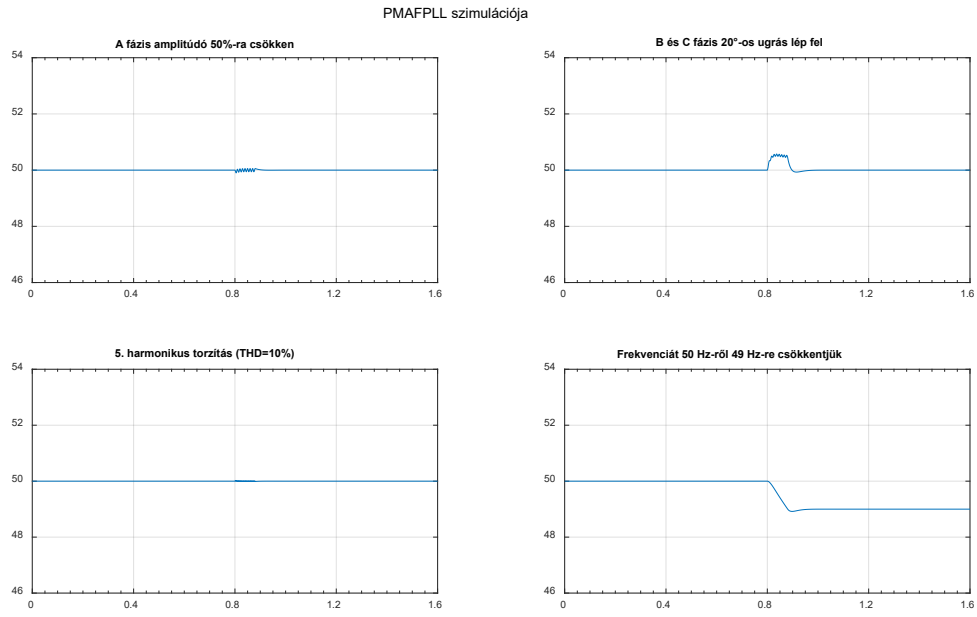 PMAFPLL szimulációja
A fázis amplitúdó 50%-ra csökken
54
52
50
48
46
0 0.4 0.8 1.2 1.6
B és C fázis 20°-os ugrás lép fel
54
52
50
48
46
0 0.4 0.8 1.2 1.6
5. harmonikus torzítás (THD=10%)
54
52
50
48
46
0 0.4 0.8 1.2 1.6
Frekvenciát 50 Hz-ről 49 Hz-re csökkentjük
54
52
50
48
46
0 0.4 0.8 1.2 1.6